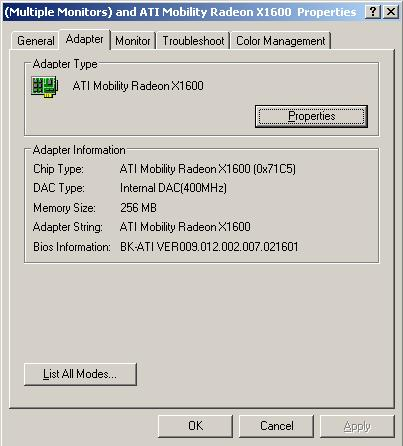 (Multiple Monitors) and ATI Mobility Radeon X1600 Properties ? X
General Adapter Monitor Troubleshoot Color Management
Adapter Type
ATI Mobility Radeon X1600
Properties
Adapter Information
Chip Type: ATI Mobility Radeon X1600 (0x71C5)
DAC Type: Internal DAC(400MHz)
Memory Size: 256 MB
Adapter String: ATI Mobility Radeon X1600
Bios Information: BK-ATI VER009.012.002.007.021601
List All Modes...
OK Cancel Apply